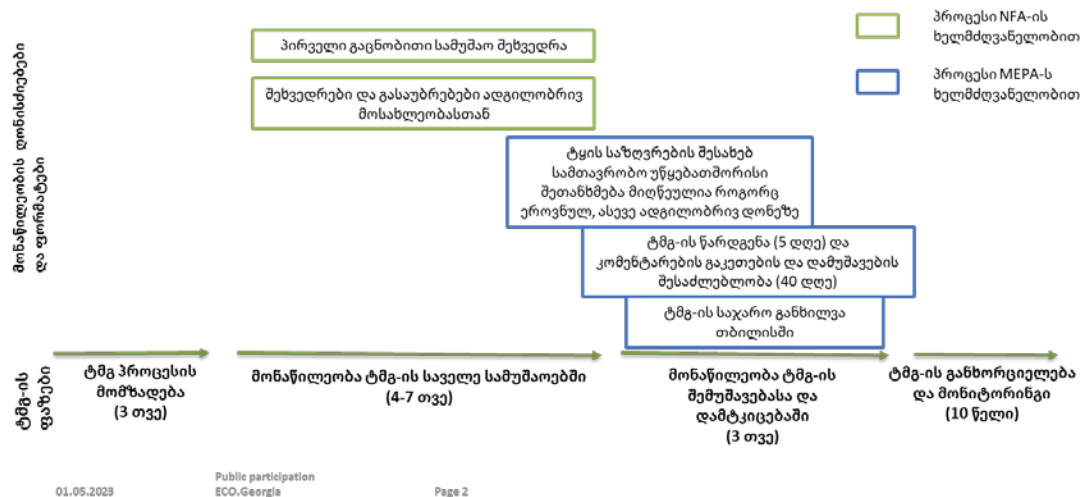 პროცესი NFA-ის
ხელმძღვანელობით
პროცესი MEPA-ს
ხელმძღვანელობით
მონაწილეობის ღონისძიებები
და ფორმატები
პირველი გაცნობითი სამუშაო შეხვედრა
შეხვედრები და გასაუბრებები ადგილობრივ
მოსახლეობასთან
ტყის საზღვრების შესახებ
სამთავრობო უწყებათშორისი
შეთანხმება მიღწეულია როგორც
ეროვნულ, ასევე ადგილობრივ დონეზე
ტმგ-ის წარდგენა (5 დღე) და
კომენტარების გაკეთების და დამუშავების
შესაძლებლობა (40 დღე)
ტმგ-ის საჯარო განხილვა
თბილისში
ტმგ-ის
ფაზები
ტმგ პროცესის
მომზადება
(3 თვე)
მონაწილეობა ტმგ-ის საველე სამუშაოებში
(4-7 თვე)
მონაწილეობა ტმგ-ის
შემუშავებასა და
დამტკიცებაში
(3 თვე)
ტმგ-ის განხორციელება
და მონიტორინგი
(10 წელი)
01.05.2023
Public participation
ECO.Georgia
Page 2